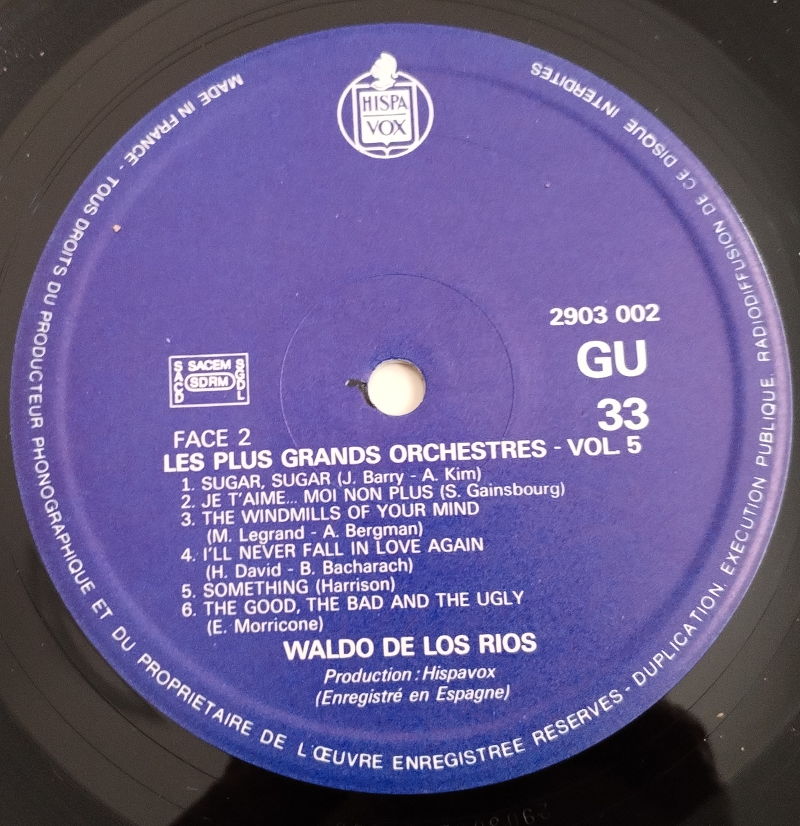 HISPA
VOX
MADE IN FRANCE - TOUS DROITS DU PRODUCTEUR PHONOGRAPHIQUE ET DU PROPRIETAIRE DE L'ŒUVRE ENREGISTREE RESERVES - DUPLICATION. EXECUTION PUBLIQUE. RADIODIFFUSION DE CE DISQUE INTERDITES
2903 002
GU
33
SACEM
SACD
SDRM
SGDL
FACE 2
LES PLUS GRANDS ORCHESTRES - VOL. 5
1. SUGAR, SUGAR (J. Barry - A. Kim)
2. JE T'AIME... MOI NON PLUS (S. Gainsbourg)
3. THE WINDMILLS OF YOUR MIND
(M. Legrand - A. Bergman)
4. I'LL NEVER FALL IN LOVE AGAIN
(H. David - B. Bacharach)
5. SOMETHING (Harrison)
6. THE GOOD, THE BAD AND THE UGLY
(E. Morricone)
WALDO DE LOS RIOS
Production : Hispavox
(Enregistré en Espagne)